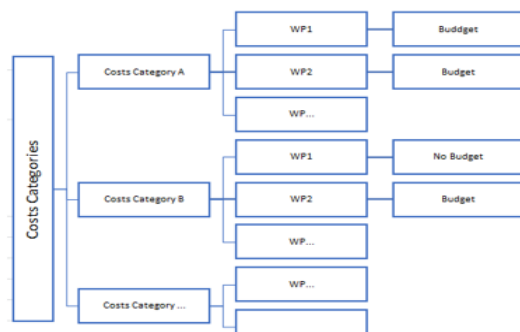 Costs Categories
Costs Category A
WP1
Buddget
WP2
Budget
WP...
Costs Category B
WP1
No Budget
WP2
Budget
WP...
Costs Category ...
WP...